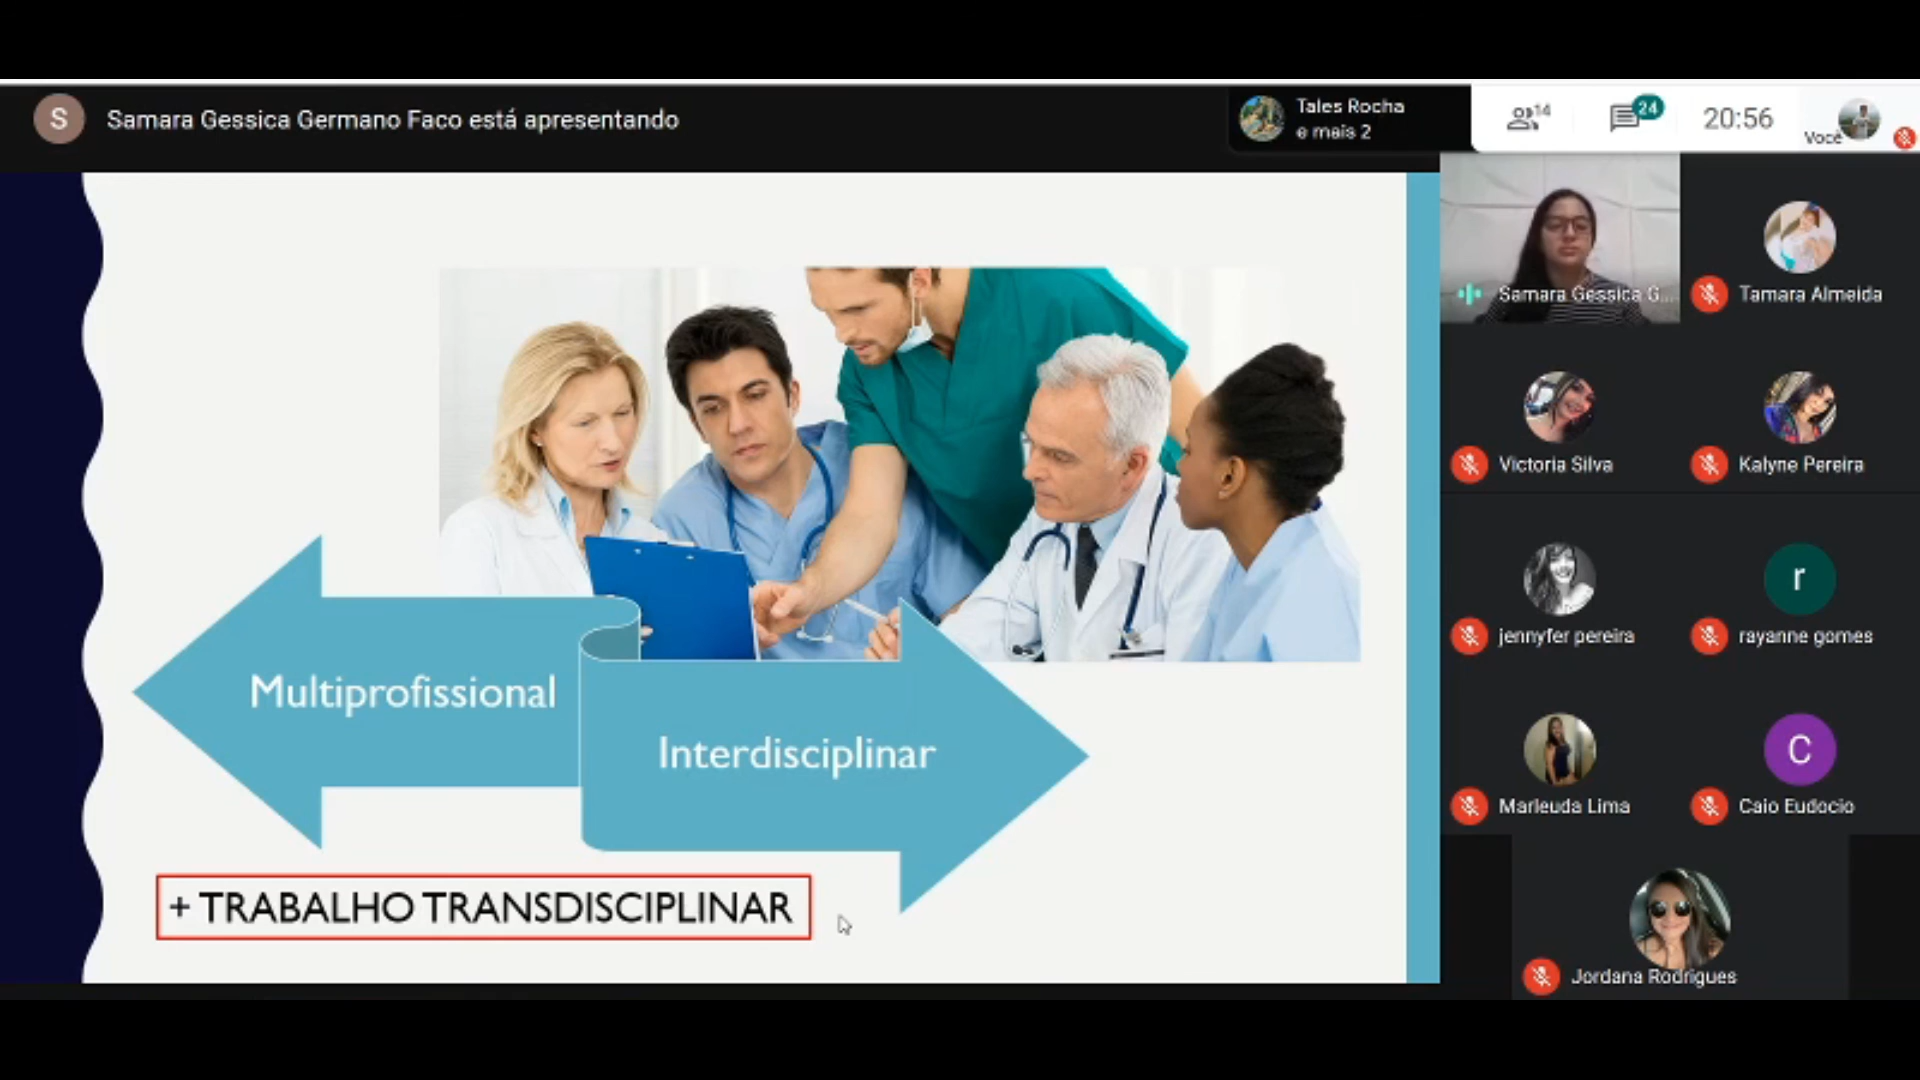 S
Samara Gessica Germano Faco está apresentando
Tales Rocha
e mais 2
14
24
20:56
Você
Samara Gessica G...
Tamara Almeida
Victoria Silva
Kalyne Pereira
jennyfer pereira
r
rayanne gomes
Marleuda Lima
C
Caio Eudocio
Jordana Rodrigues
Multiprofissional
Interdisciplinar
+ TRABALHO TRANSDISCIPLINAR